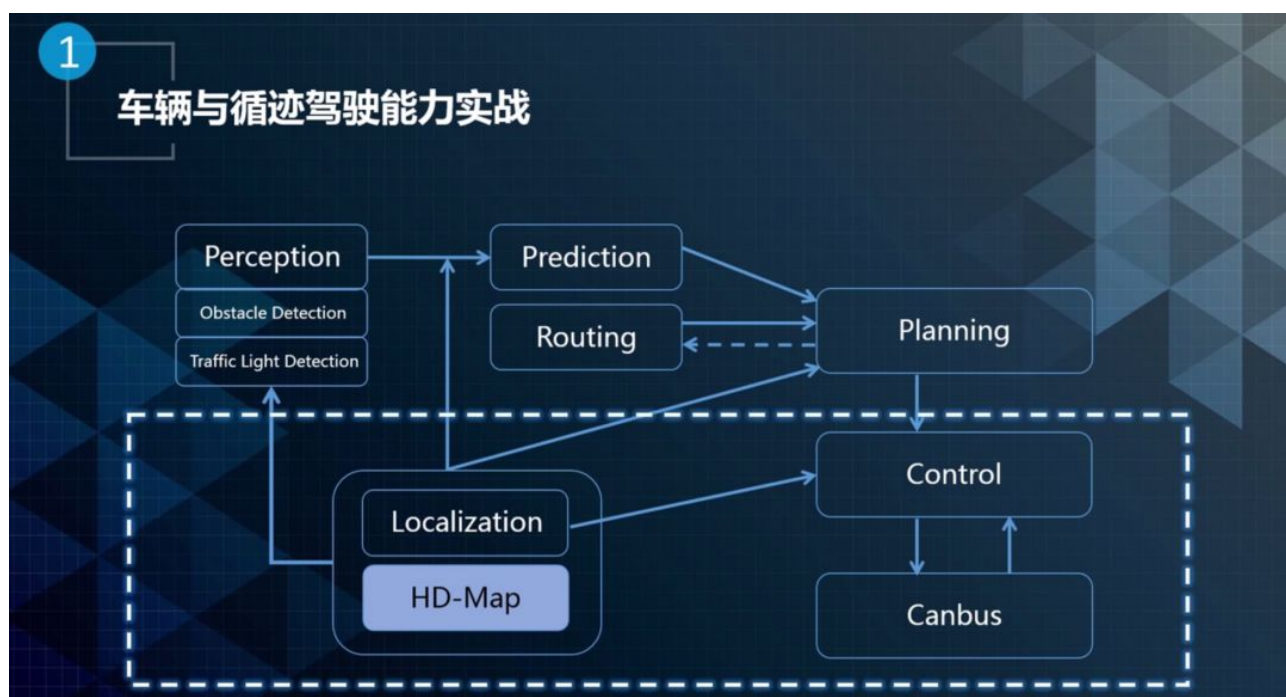 1
车辆与循迹驾驶能力实战
Perception
Obstacle Detection
Traffic Light Detection
Prediction
Routing
Planning
Localization
HD-Map
Control
Canbus